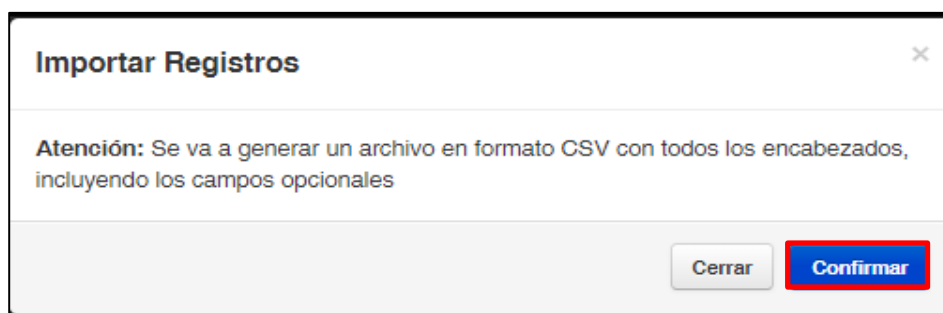 Importar Registros
×
Atención: Se va a generar un archivo en formato CSV con todos los encabezados,
incluyendo los campos opcionales
Cerrar Confirmar